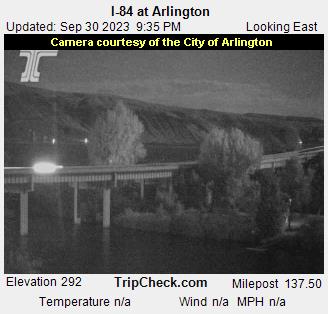 I-84 at Arlington
Updated: Sep 30 2023 9:35 PM Looking East
Camera courtesy of the City of Arlington
Elevation 292 TripCheck.com Milepost 137.50
Temperature n/a Wind n/a MPH n/a